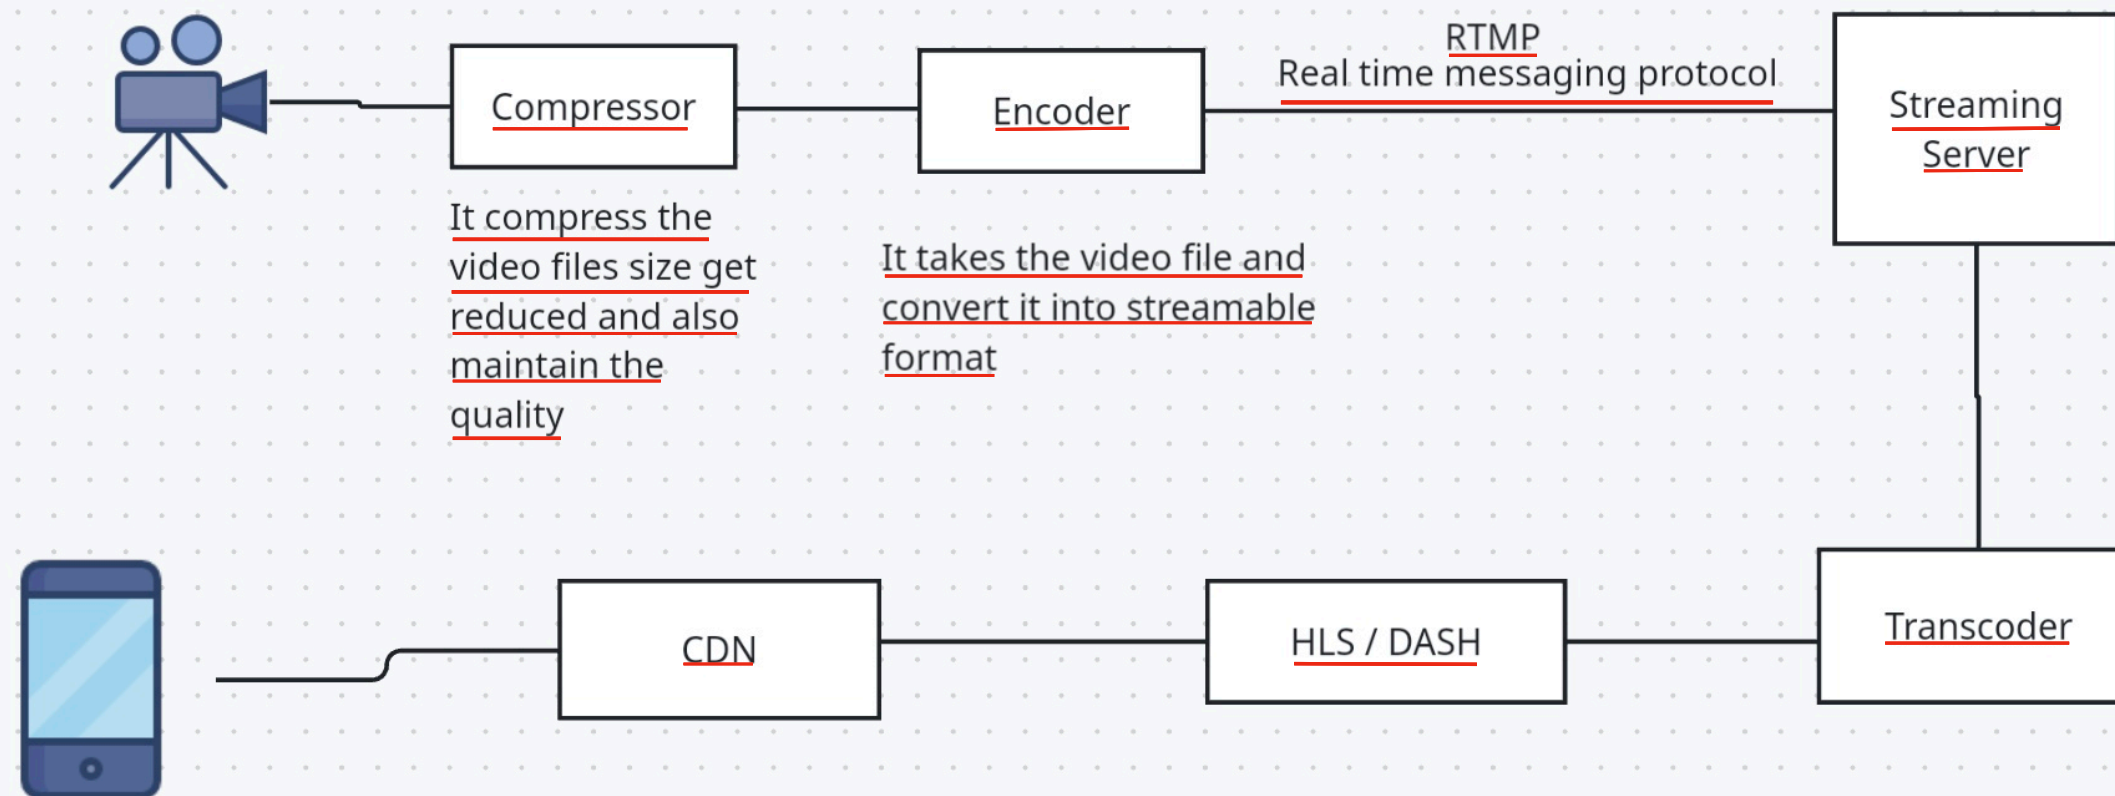 RTMP
Real time messaging protocol
Compressor
Encoder
Streaming
Server
It compress the
video files size get
reduced and also
maintain the
quality
It takes the video file and
convert it into streamable
format
CDN
HLS / DASH
Transcoder